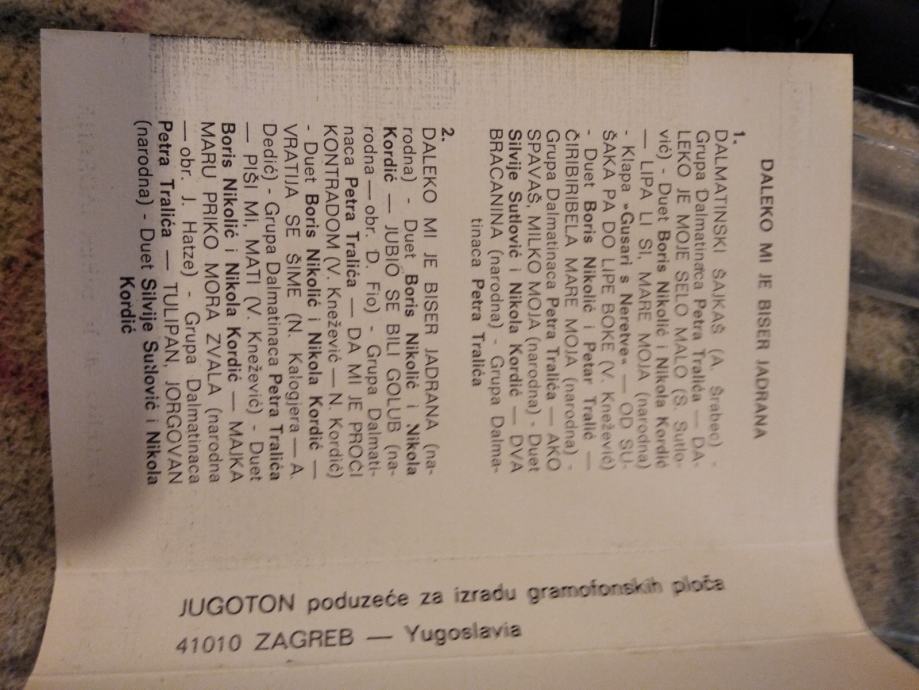 DALEKO MI JE BISER JADRANA
1.
DALMATINSKI ŠAJKAŠ (A. Srabec) -
Grupa Dalmatinaca Petra Tralića — DA-
LEKO JE MOJE SELO MALO (S. Sutlo-
vić) - Duet Boris Nikolić i Nikola Kordić
— LIPA LI SI, MARE MOJA (narodna)
- Klapa »Gusari s Neretve« — OD SU-
ŠAKA PA DO LIPE BOKE (V. Knežević)
- Duet Boris Nikolić i Petar Tralić —
ČIRIBIRIBELA MARE MOJA (narodna) -
Grupa Dalmatinaca Petra Tralića — AKO
SPAVAŠ, MILKO MOJA (narodna) - Duet
Silvije Sutlović i Nikola Kordić — DVA
BRACANINA (narodna) - Grupa Dalma-
tinaca Petra Tralića
2.
DALEKO MI JE BISER JADRANA (na-
rodna) - Duet Boris Nikolić i Nikola
Kordić — JUBIO SE BILI GOLUB (na-
rodna — obr. D. Fio) - Grupa Dalmati-
naca Petra Tralića — DA MI JE PROĆI
KONTRADOM (V. Knežević — N. Kordić)
- Duet Boris Nikolić i Nikola Kordić —
VRATIJA SE ŠIME (N. Kalogjera — A.
Dedić) - Grupa Dalmatinaca Petra Tralića
— PIŠI MI, MATI (V. Knežević) - Duet
Boris Nikolić i Nikola Kordić — MAJKA
MARU PRIKO MORA ZVALA (narodna
— obr. J. Hatze) - Grupa Dalmatinaca
Petra Tralića — TULIPAN, JORGOVAN
(narodna) - Duet Silvije Sutlović i Nikola
Kordić
JUGOTON poduzeće za izradu gramofonskih ploča
41010 ZAGREB — Yugoslavia